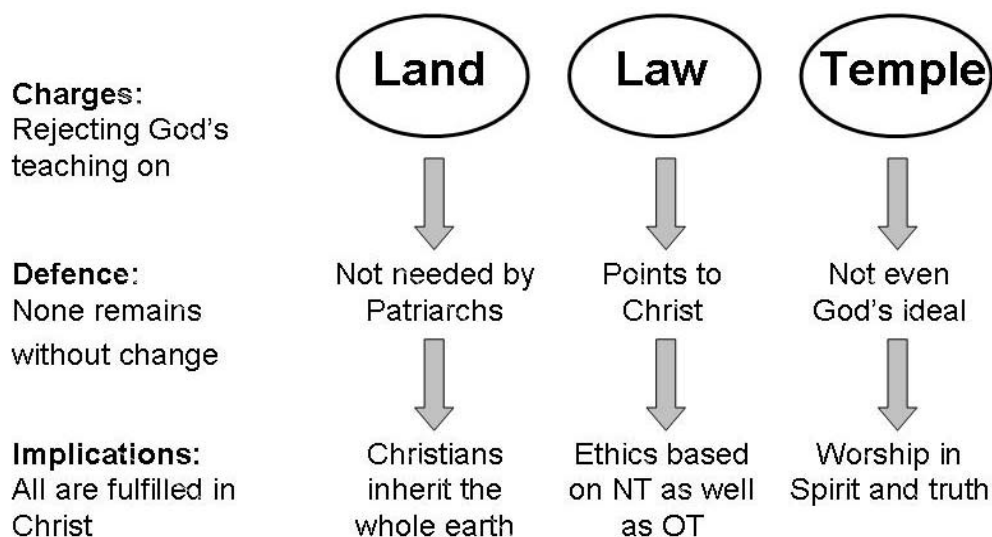 Land
Law
Temple
Charges:
Rejecting God's
teaching on
Defence:
None remains
without change
Not needed by
Patriarchs
Points to
Christ
Not even
God's ideal
Implications:
All are fulfilled in
Christ
Christians
inherit the
whole earth
Ethics based
on NT as well
as OT
Worship in
Spirit and truth